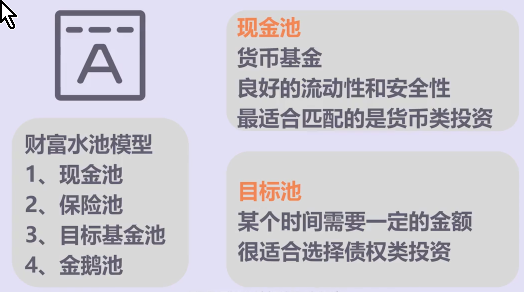 A
财富水池模型
1、现金池
2、保险池
3、目标基金池
4、金鹅池
现金池
货币基金
良好的流动性和安全性
最适合匹配的是货币类投资
目标池
某个时间需要一定的金额
很适合选择债权类投资